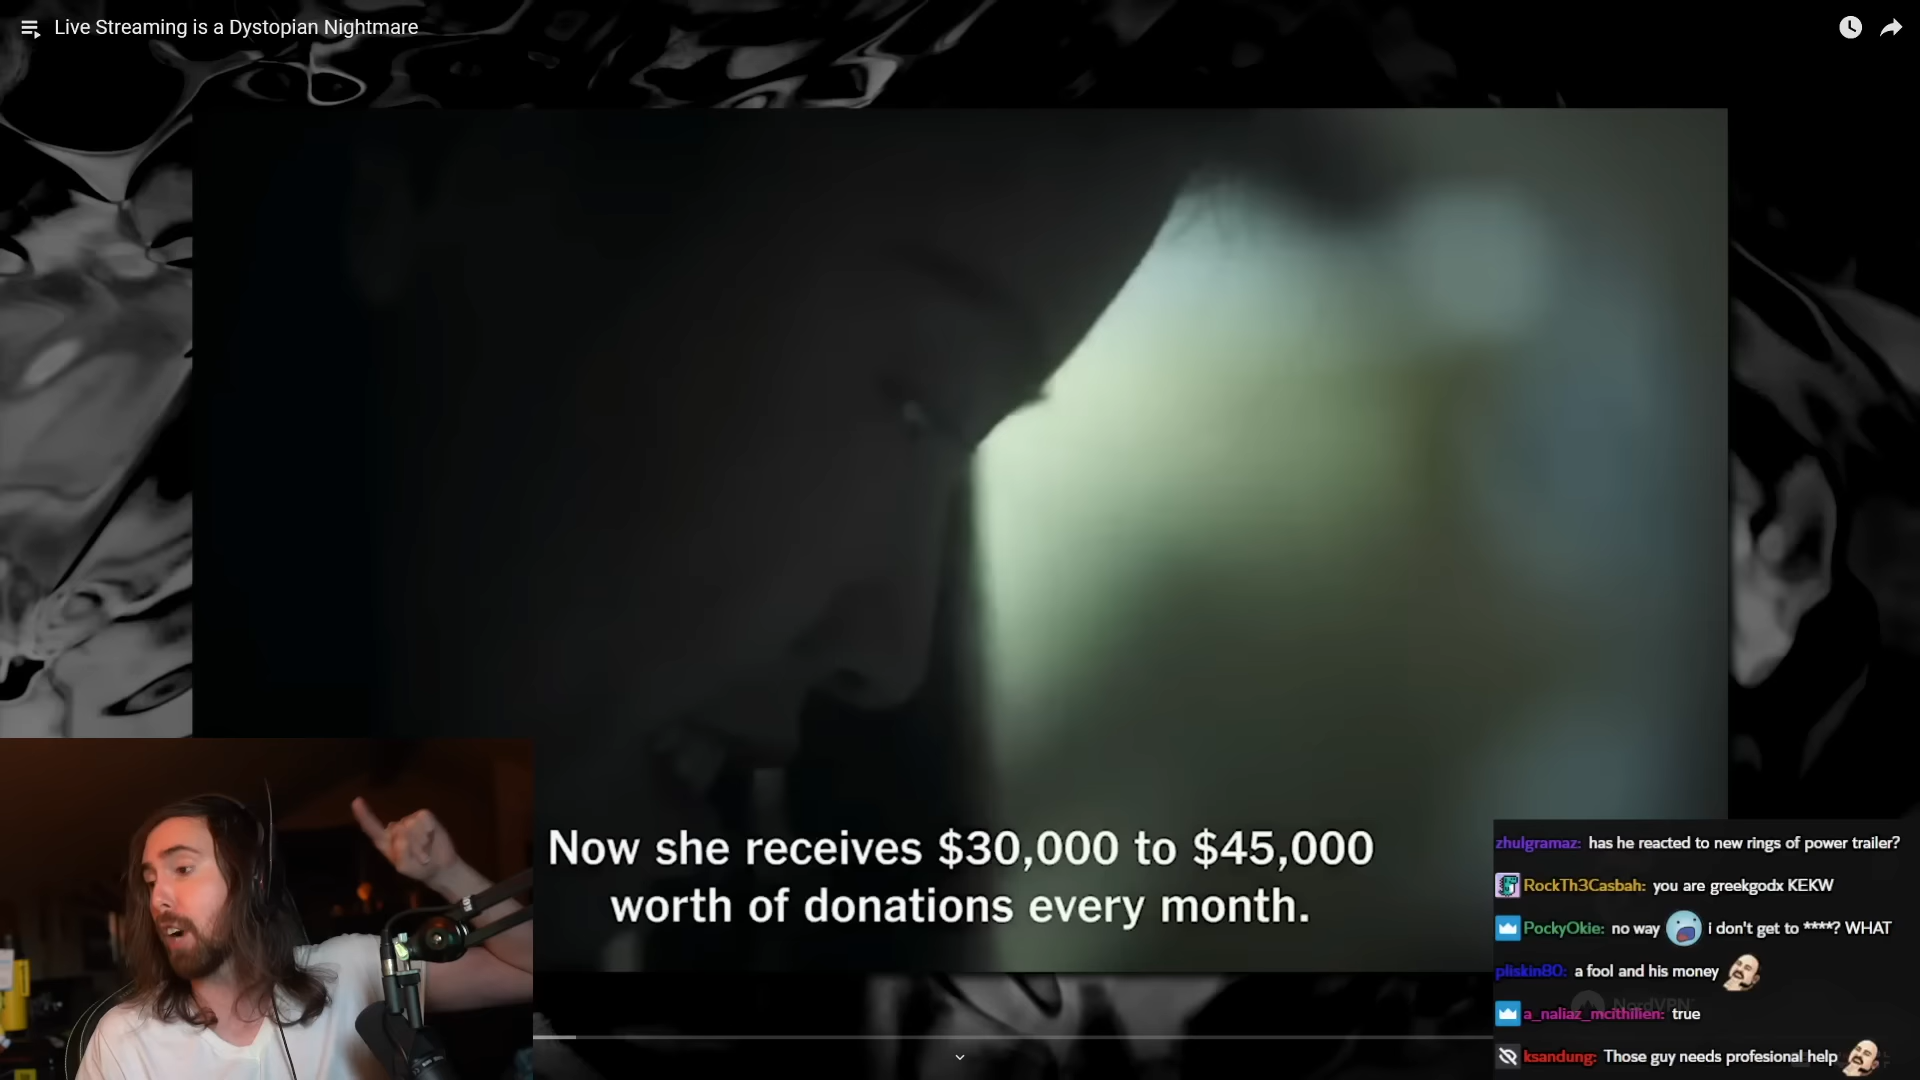 Live Streaming is a Dystopian Nightmare
Now she receives $30,000 to $45,000
worth of donations every month.
zhulgramaz: has he reacted to new rings of power trailer?
RockTh3Casbah: you are greekgodx KEKW
PockyOkie: no way i don't get to ****? WHAT
pliskin80: a fool and his money
NordVPN
a_naliaz_mcithilien: true
ksandung: Those guy needs profesional help